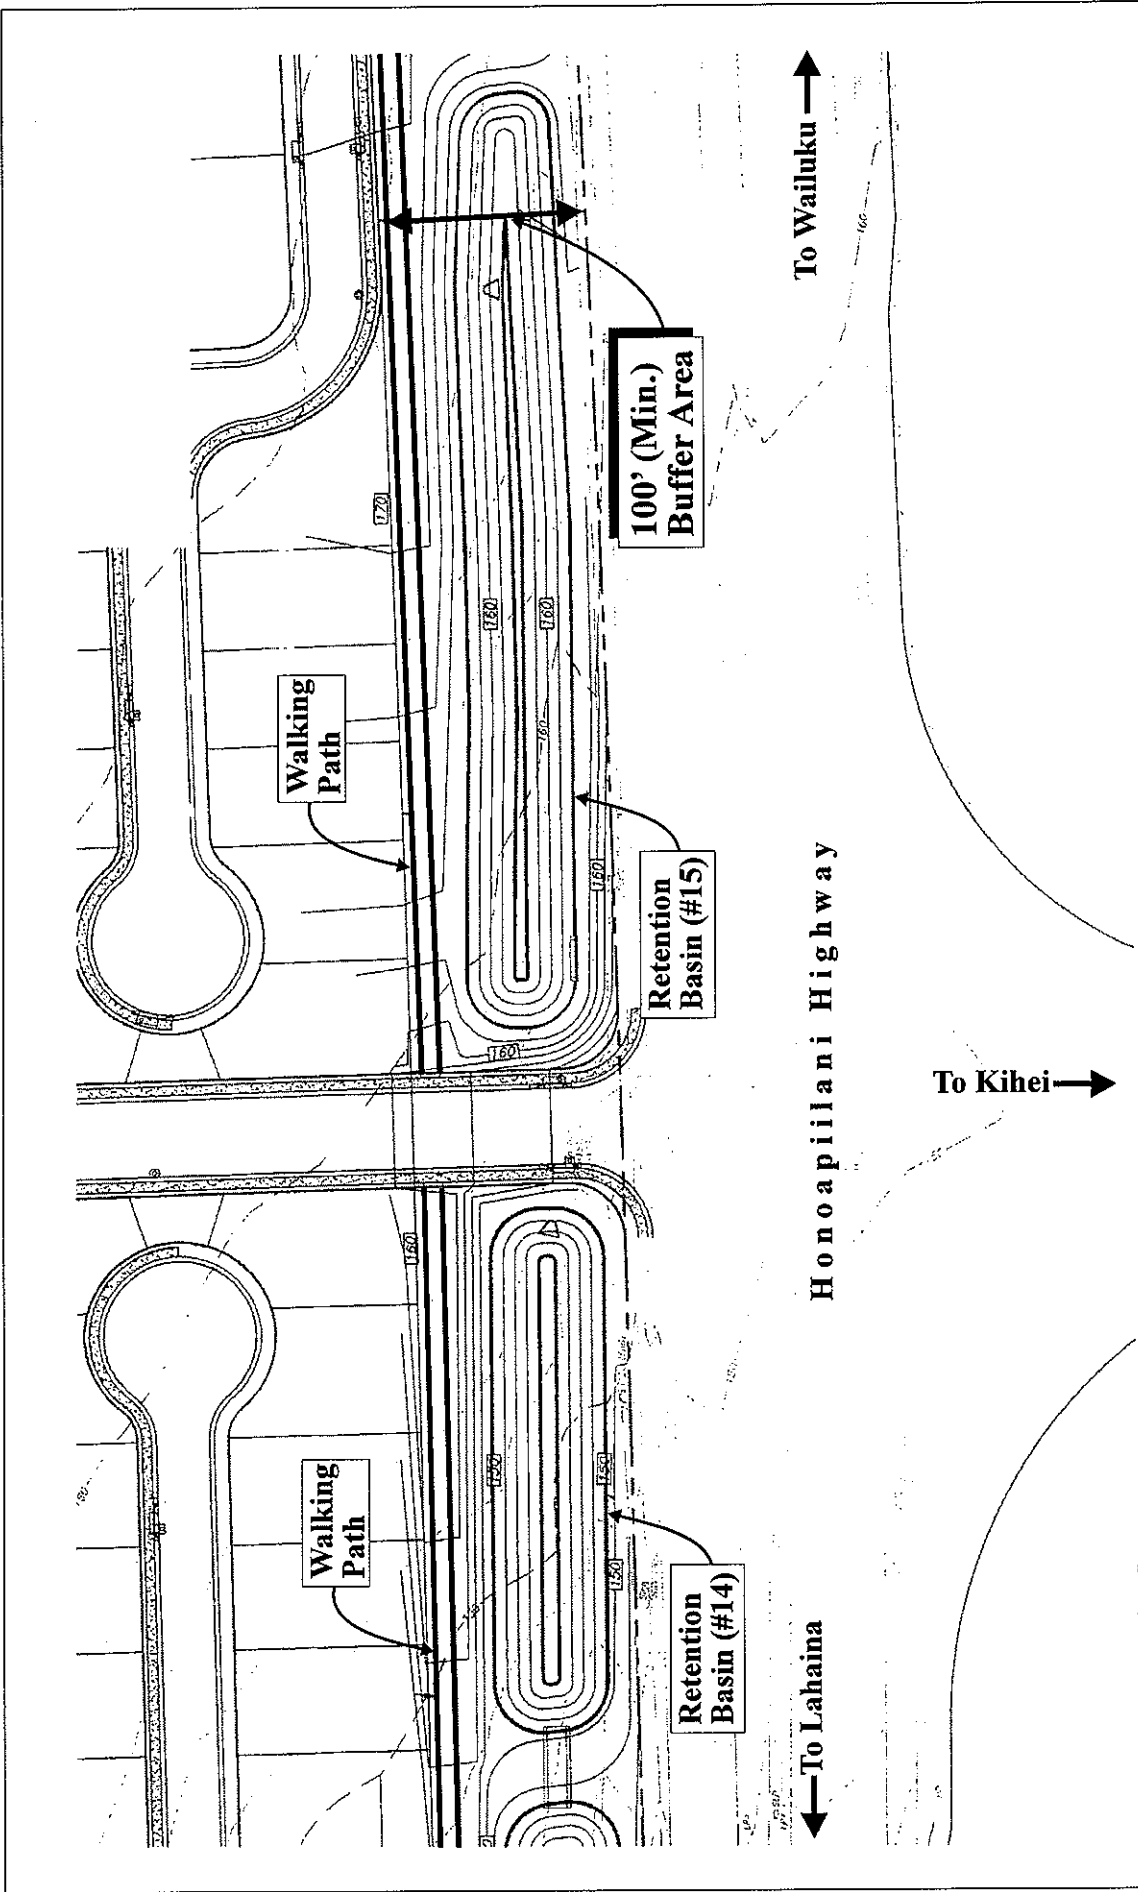 To Wailuku
100' (Min.)
Buffer Area
170
160
160
160
Walking
Path
Retention
Basin (#15)
160
160
Honoapiilani Highway
To Kihei
160
160
Walking
Path
150
150
150
Retention
Basin (#14)
To Lahaina